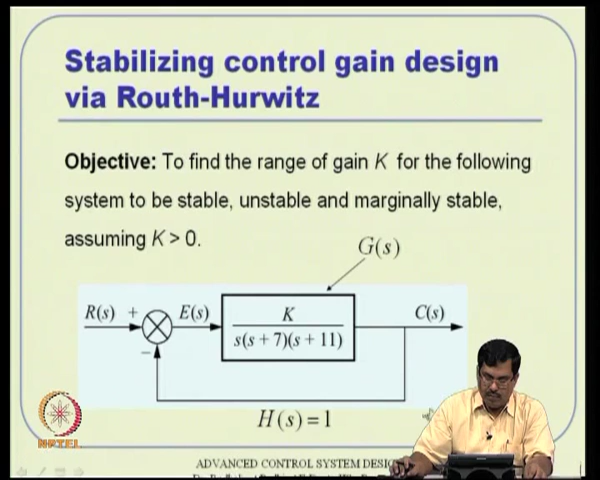 Stabilizing control gain design
via Routh-Hurwitz
Objective: To find the range of gain K for the following
system to be stable, unstable and marginally stable,
assuming K > 0.
G(s)
R(s) + E(s) K C(s)
s(s + 7)(s + 11)
−
H(s) = 1
NPTEL
ADVANCED CONTROL SYSTEM